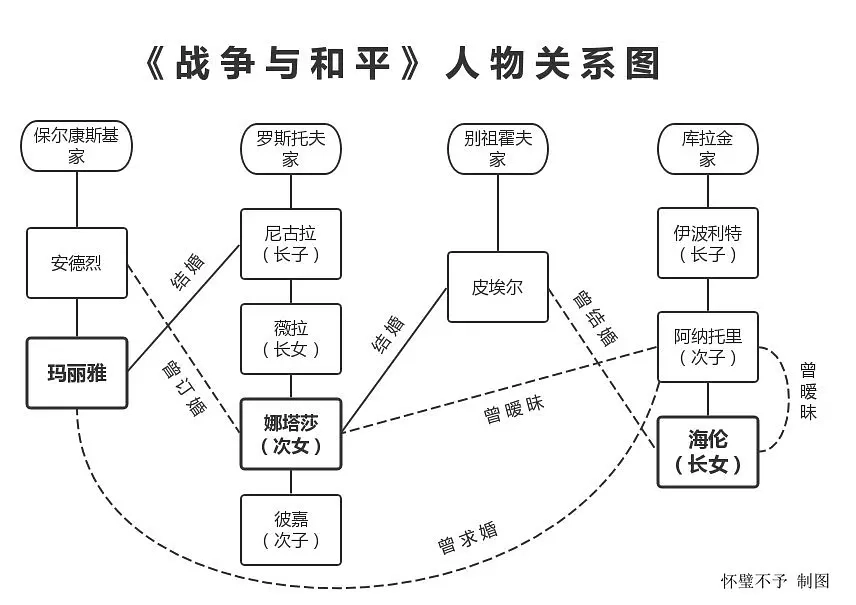 《战争与和平》人物关系图
保尔康斯基
家
罗斯托夫
家
别祖霍夫
家
库拉金
家
安德烈
玛丽雅
尼古拉
（长子）
薇拉
（长女）
娜塔莎
（次女）
彼嘉
（次子）
皮埃尔
伊波利特
（长子）
阿纳托里
（次子）
海伦
（长女）
结婚
曾订婚
结婚
曾结婚
曾暧昧
曾暧昧
曾求婚
怀璧不予 制图